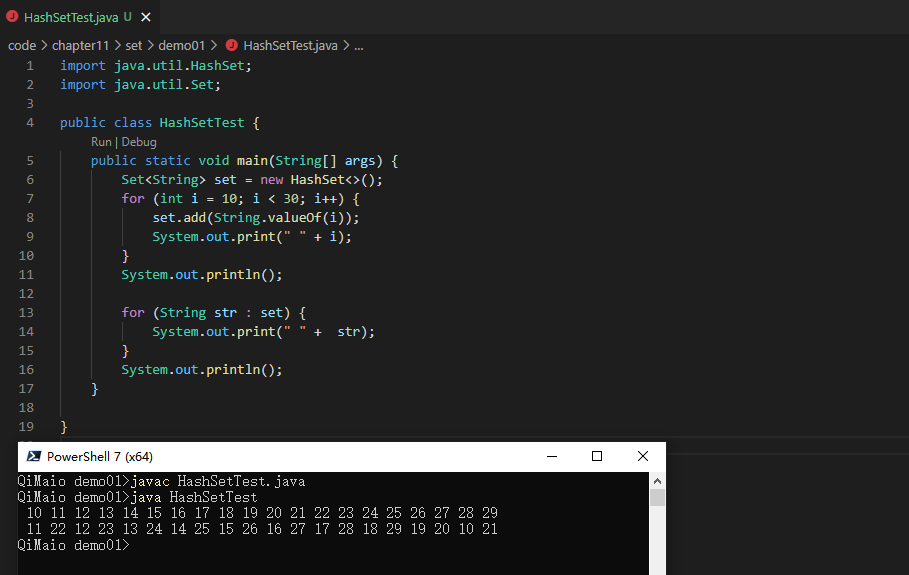 HashSetTest.java U
code > chapter11 > set > demo01 > HashSetTest.java > ...
1 import java.util.HashSet;
2 import java.util.Set;
3
4 public class HashSetTest {
Run | Debug
5 public static void main(String[] args) {
6 Set<String> set = new HashSet<>();
7 for (int i = 10; i < 30; i++) {
8 set.add(String.valueOf(i));
9 System.out.print(" " + i);
10 }
11 System.out.println();
12
13 for (String str : set) {
14 System.out.print(" " +  str);
15 }
16 System.out.println();
17 }
18
19 }
PowerShell 7 (x64)
QiMaio demo01>javac HashSetTest.java
QiMaio demo01>java HashSetTest
10 11 12 13 14 15 16 17 18 19 20 21 22 23 24 25 26 27 28 29
11 22 12 23 13 24 14 25 15 26 16 27 17 28 18 29 19 20 10 21
QiMaio demo01>